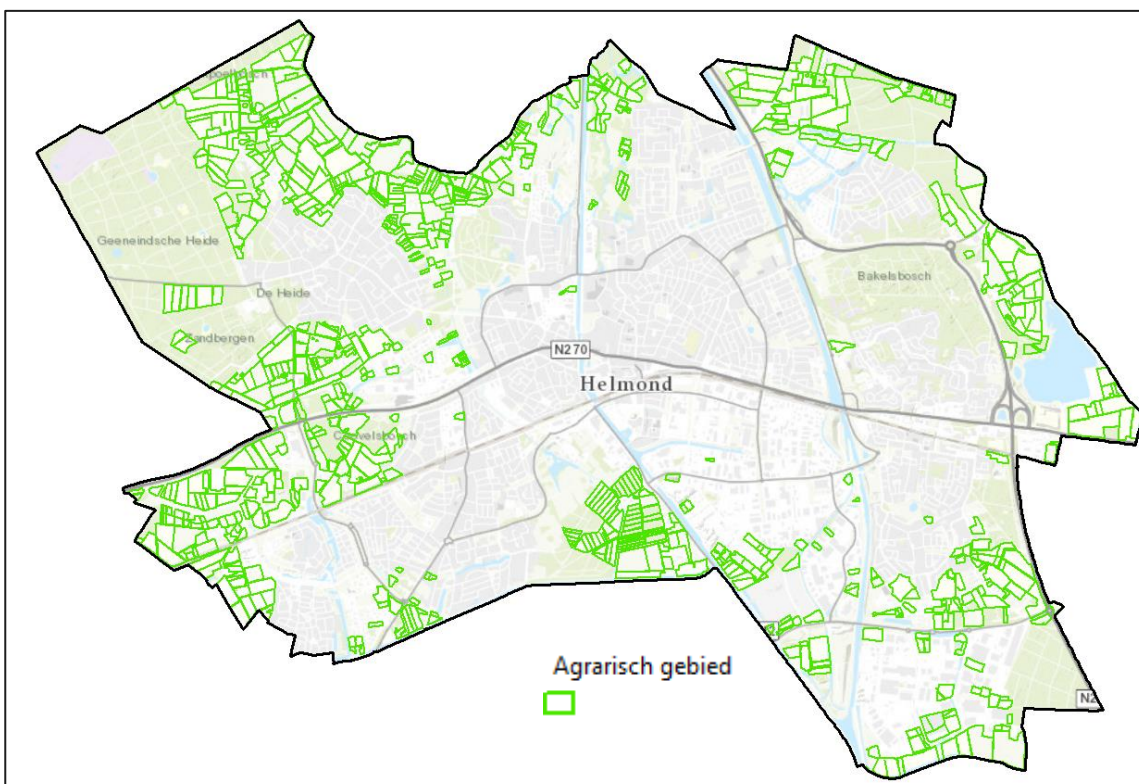 Geeneindsche Heide
Bakelsbosch
De Heide
Zandbergen
N270
Helmond
Agrarisch gebied